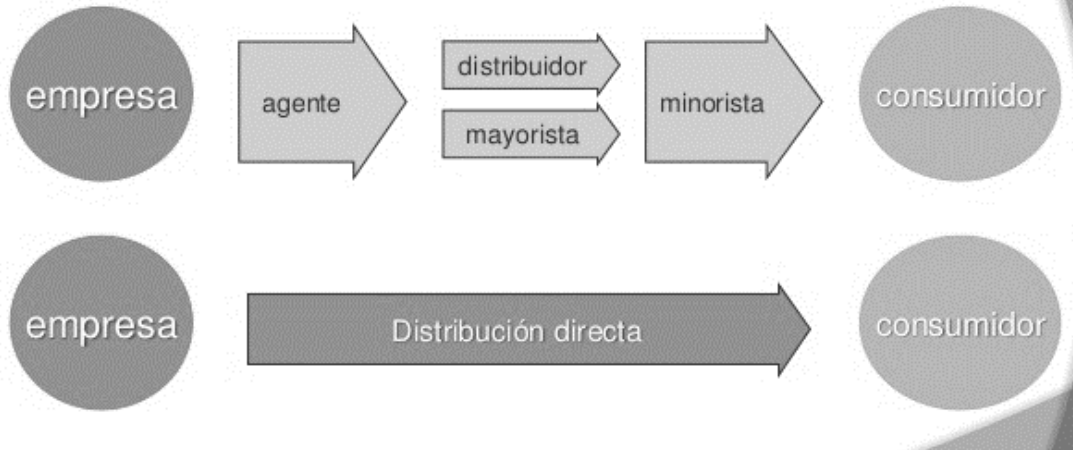 empresa
agente
distribuidor
mayorista
minorista
consumidor
empresa
Distribución directa
consumidor